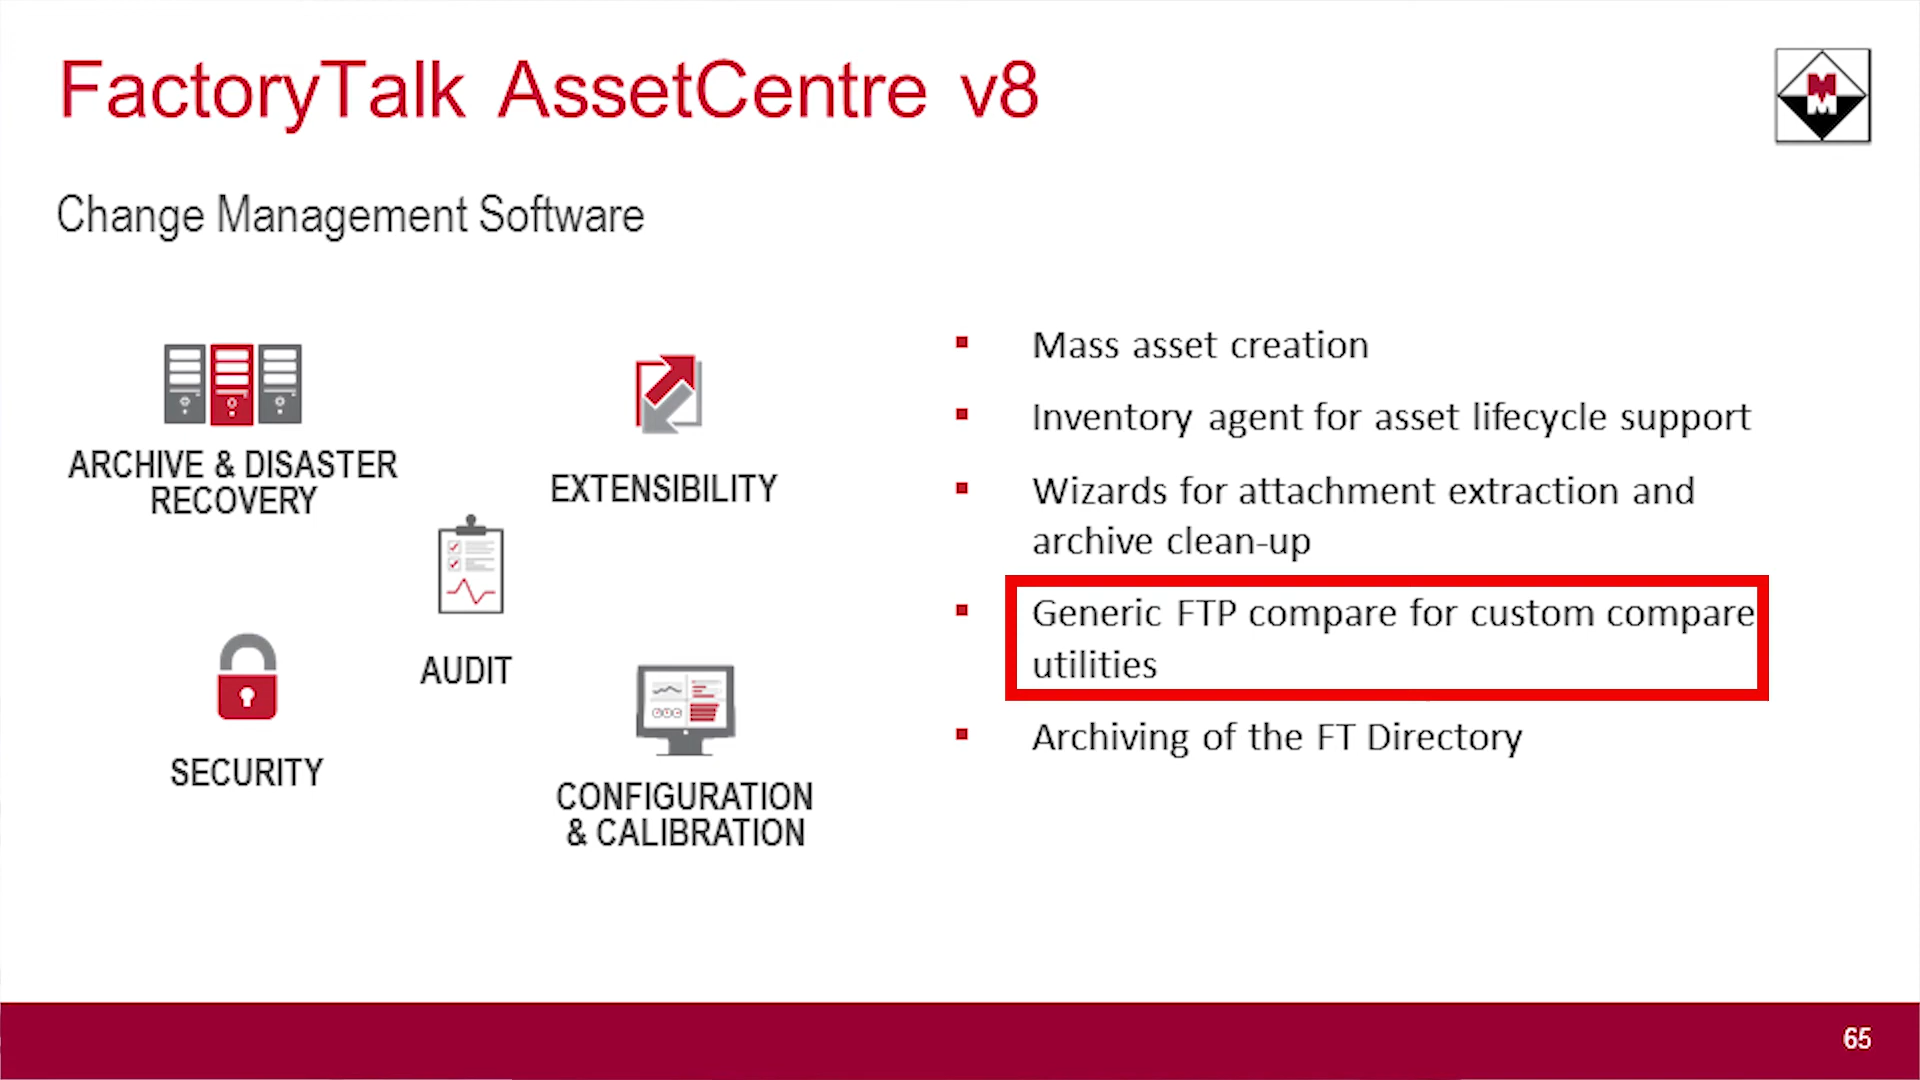 FactoryTalk AssetCentre v8
M
M
Change Management Software
ARCHIVE & DISASTER
RECOVERY
EXTENSIBILITY
AUDIT
SECURITY
CONFIGURATION
& CALIBRATION
Mass asset creation
Inventory agent for asset lifecycle support
Wizards for attachment extraction and
archive clean-up
Generic FTP compare for custom compare
utilities
Archiving of the FT Directory
65